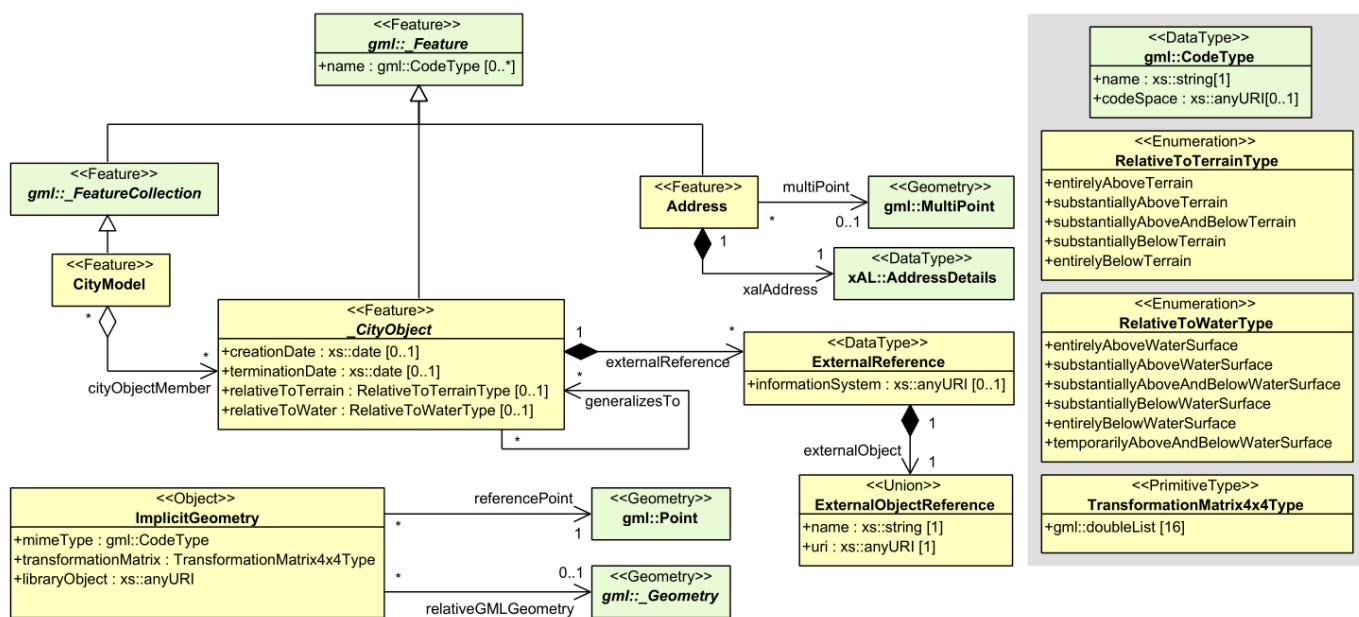 <<Feature>>
gml::_Feature
+name : gml::CodeType [0..*]
<<Feature>>
gml::_FeatureCollection
<<Feature>>
CityModel
*
*
cityObjectMember
<<Feature>>
Address
multiPoint
*
0..1
<<Geometry>>
gml::MultiPoint
1
1
xalAddress
<<DataType>>
xAL::AddressDetails
<<Feature>>
_CityObject
+creationDate : xs::date [0..1]
+terminationDate : xs::date [0..1]
+relativeToTerrain : RelativeToTerrainType [0..1]
+relativeToWater : RelativeToWaterType [0..1]
1
*
externalReference
*
generalizesTo
*
<<DataType>>
ExternalReference
+informationSystem : xs::anyURI [0..1]
1
externalObject
1
<<Union>>
ExternalObjectReference
+name : xs::string [1]
+uri : xs::anyURI [1]
<<Object>>
ImplicitGeometry
+mimeType : gml::CodeType
+transformationMatrix : TransformationMatrix4x4Type
+libraryObject : xs::anyURI
referencePoint
*
1
<<Geometry>>
gml::Point
*
0..1
relativeGMLGeometry
<<Geometry>>
gml::_Geometry
<<DataType>>
gml::CodeType
+name : xs::string[1]
+codeSpace : xs::anyURI[0..1]
<<Enumeration>>
RelativeToTerrainType
+entirelyAboveTerrain
+substantiallyAboveTerrain
+substantiallyAboveAndBelowTerrain
+substantiallyBelowTerrain
+entirelyBelowTerrain
<<Enumeration>>
RelativeToWaterType
+entirelyAboveWaterSurface
+substantiallyAboveWaterSurface
+substantiallyAboveAndBelowWaterSurface
+substantiallyBelowWaterSurface
+entirelyBelowWaterSurface
+temporarilyAboveAndBelowWaterSurface
<<PrimitiveType>>
TransformationMatrix4x4Type
+gml::doubleList [16]